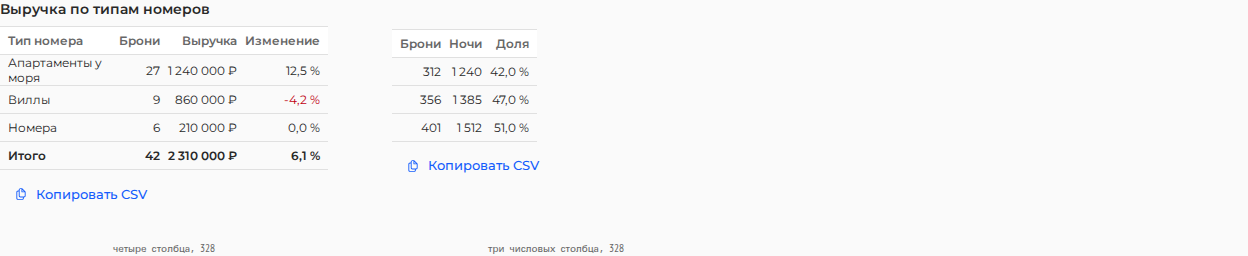 Выручка по типам номеров
Тип номера Брони Выручка Изменение
Апартаменты у моря 27 1 240 000 ₽ 12,5 %
Виллы 9 860 000 ₽ -4,2 %
Номера 6 210 000 ₽ 0,0 %
Итого 42 2 310 000 ₽ 6,1 %
Копировать CSV
четыре столбца, 328
Брони Ночи Доля
312 1 240 42,0 %
356 1 385 47,0 %
401 1 512 51,0 %
Копировать CSV
три числовых столбца, 328